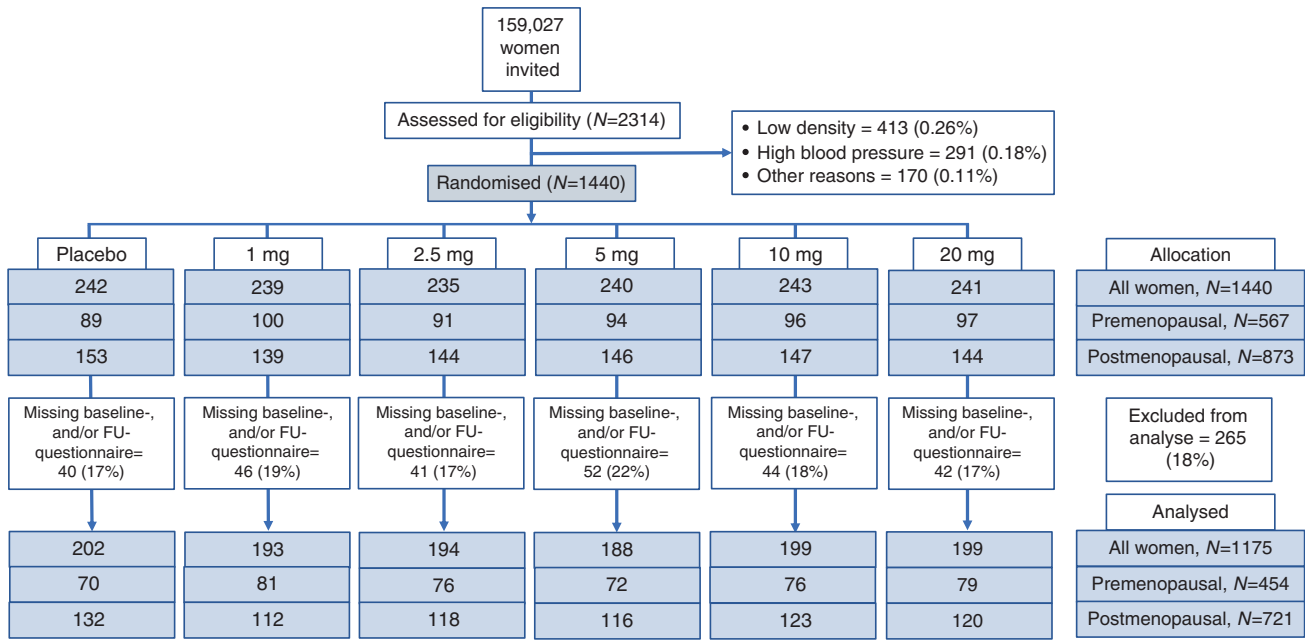 159,027
women
invited
Assessed for eligibility (N=2314)
• Low density = 413 (0.26%)
• High blood pressure = 291 (0.18%)
• Other reasons = 170 (0.11%)
Randomised (N=1440)
Placebo
1 mg
2.5 mg
5 mg
10 mg
20 mg
Allocation
242
239
235
240
243
241
All women, N=1440
89
100
91
94
96
97
Premenopausal, N=567
153
139
144
146
147
144
Postmenopausal, N=873
Missing baseline-,
and/or FU-
questionnaire=
40 (17%)
Missing baseline-,
and/or FU-
questionnaire=
46 (19%)
Missing baseline-,
and/or FU-
questionnaire=
41 (17%)
Missing baseline-,
and/or FU-
questionnaire=
52 (22%)
Missing baseline-,
and/or FU-
questionnaire=
44 (18%)
Missing baseline-,
and/or FU-
questionnaire=
42 (17%)
Excluded from
analyse = 265
(18%)
Analysed
202
193
194
188
199
199
All women, N=1175
70
81
76
72
76
79
Premenopausal, N=454
132
112
118
116
123
120
Postmenopausal, N=721